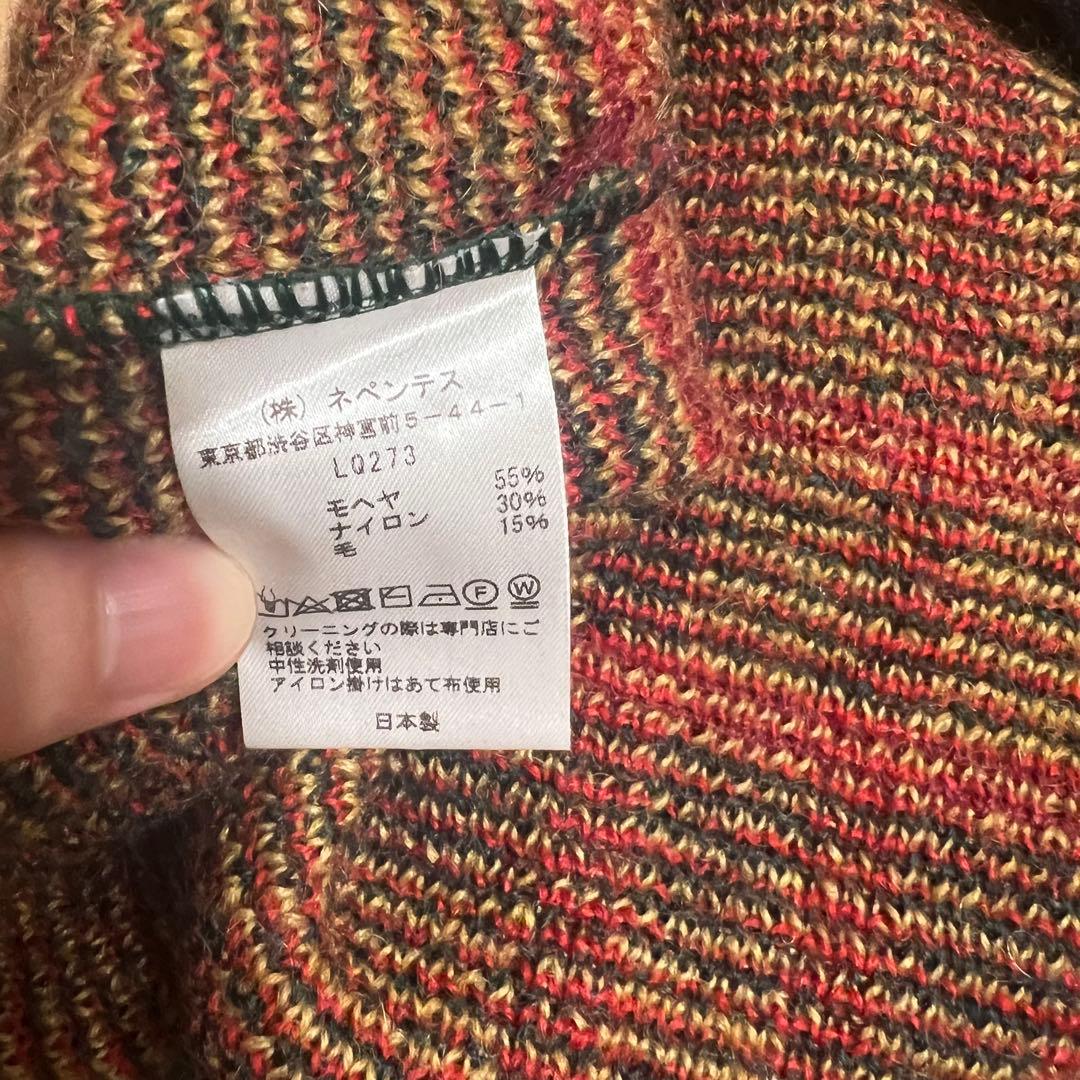 (株) ネペンテス
東京都渋谷区神宮前5-44-1
LQ273
モヘヤ 55%
ナイロン 30%
毛 15%
F W
クリーニングの際は専門店にご
相談ください
中性洗剤使用
アイロン掛けはあて布使用
日本製